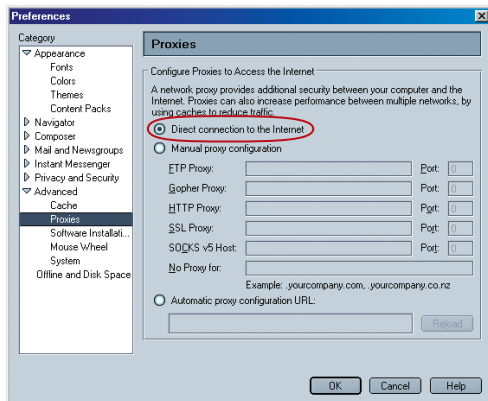 Preferences
Category
Appearance
Fonts
Colors
Themes
Content Packs
Navigator
Composer
Mail and Newsgroups
Instant Messenger
Privacy and Security
Advanced
Cache
Proxies
Software Installati...
Mouse Wheel
System
Offline and Disk Space
Proxies
Configure Proxies to Access the Internet
A network proxy provides additional security between your computer and the
Internet. Proxies can also increase performance between multiple networks, by
using caches to reduce traffic.
Direct connection to the Internet
Manual proxy configuration
FTP Proxy: Port: 0
Gopher Proxy: Port: 0
HTTP Proxy: Port: 0
SSL Proxy: Port: 0
SOCKS v5 Host: Port: 0
No Proxy for:
Example: .yourcompany.com, .yourcompany.co.nz
Automatic proxy configuration URL:
Reload
OK Cancel Help